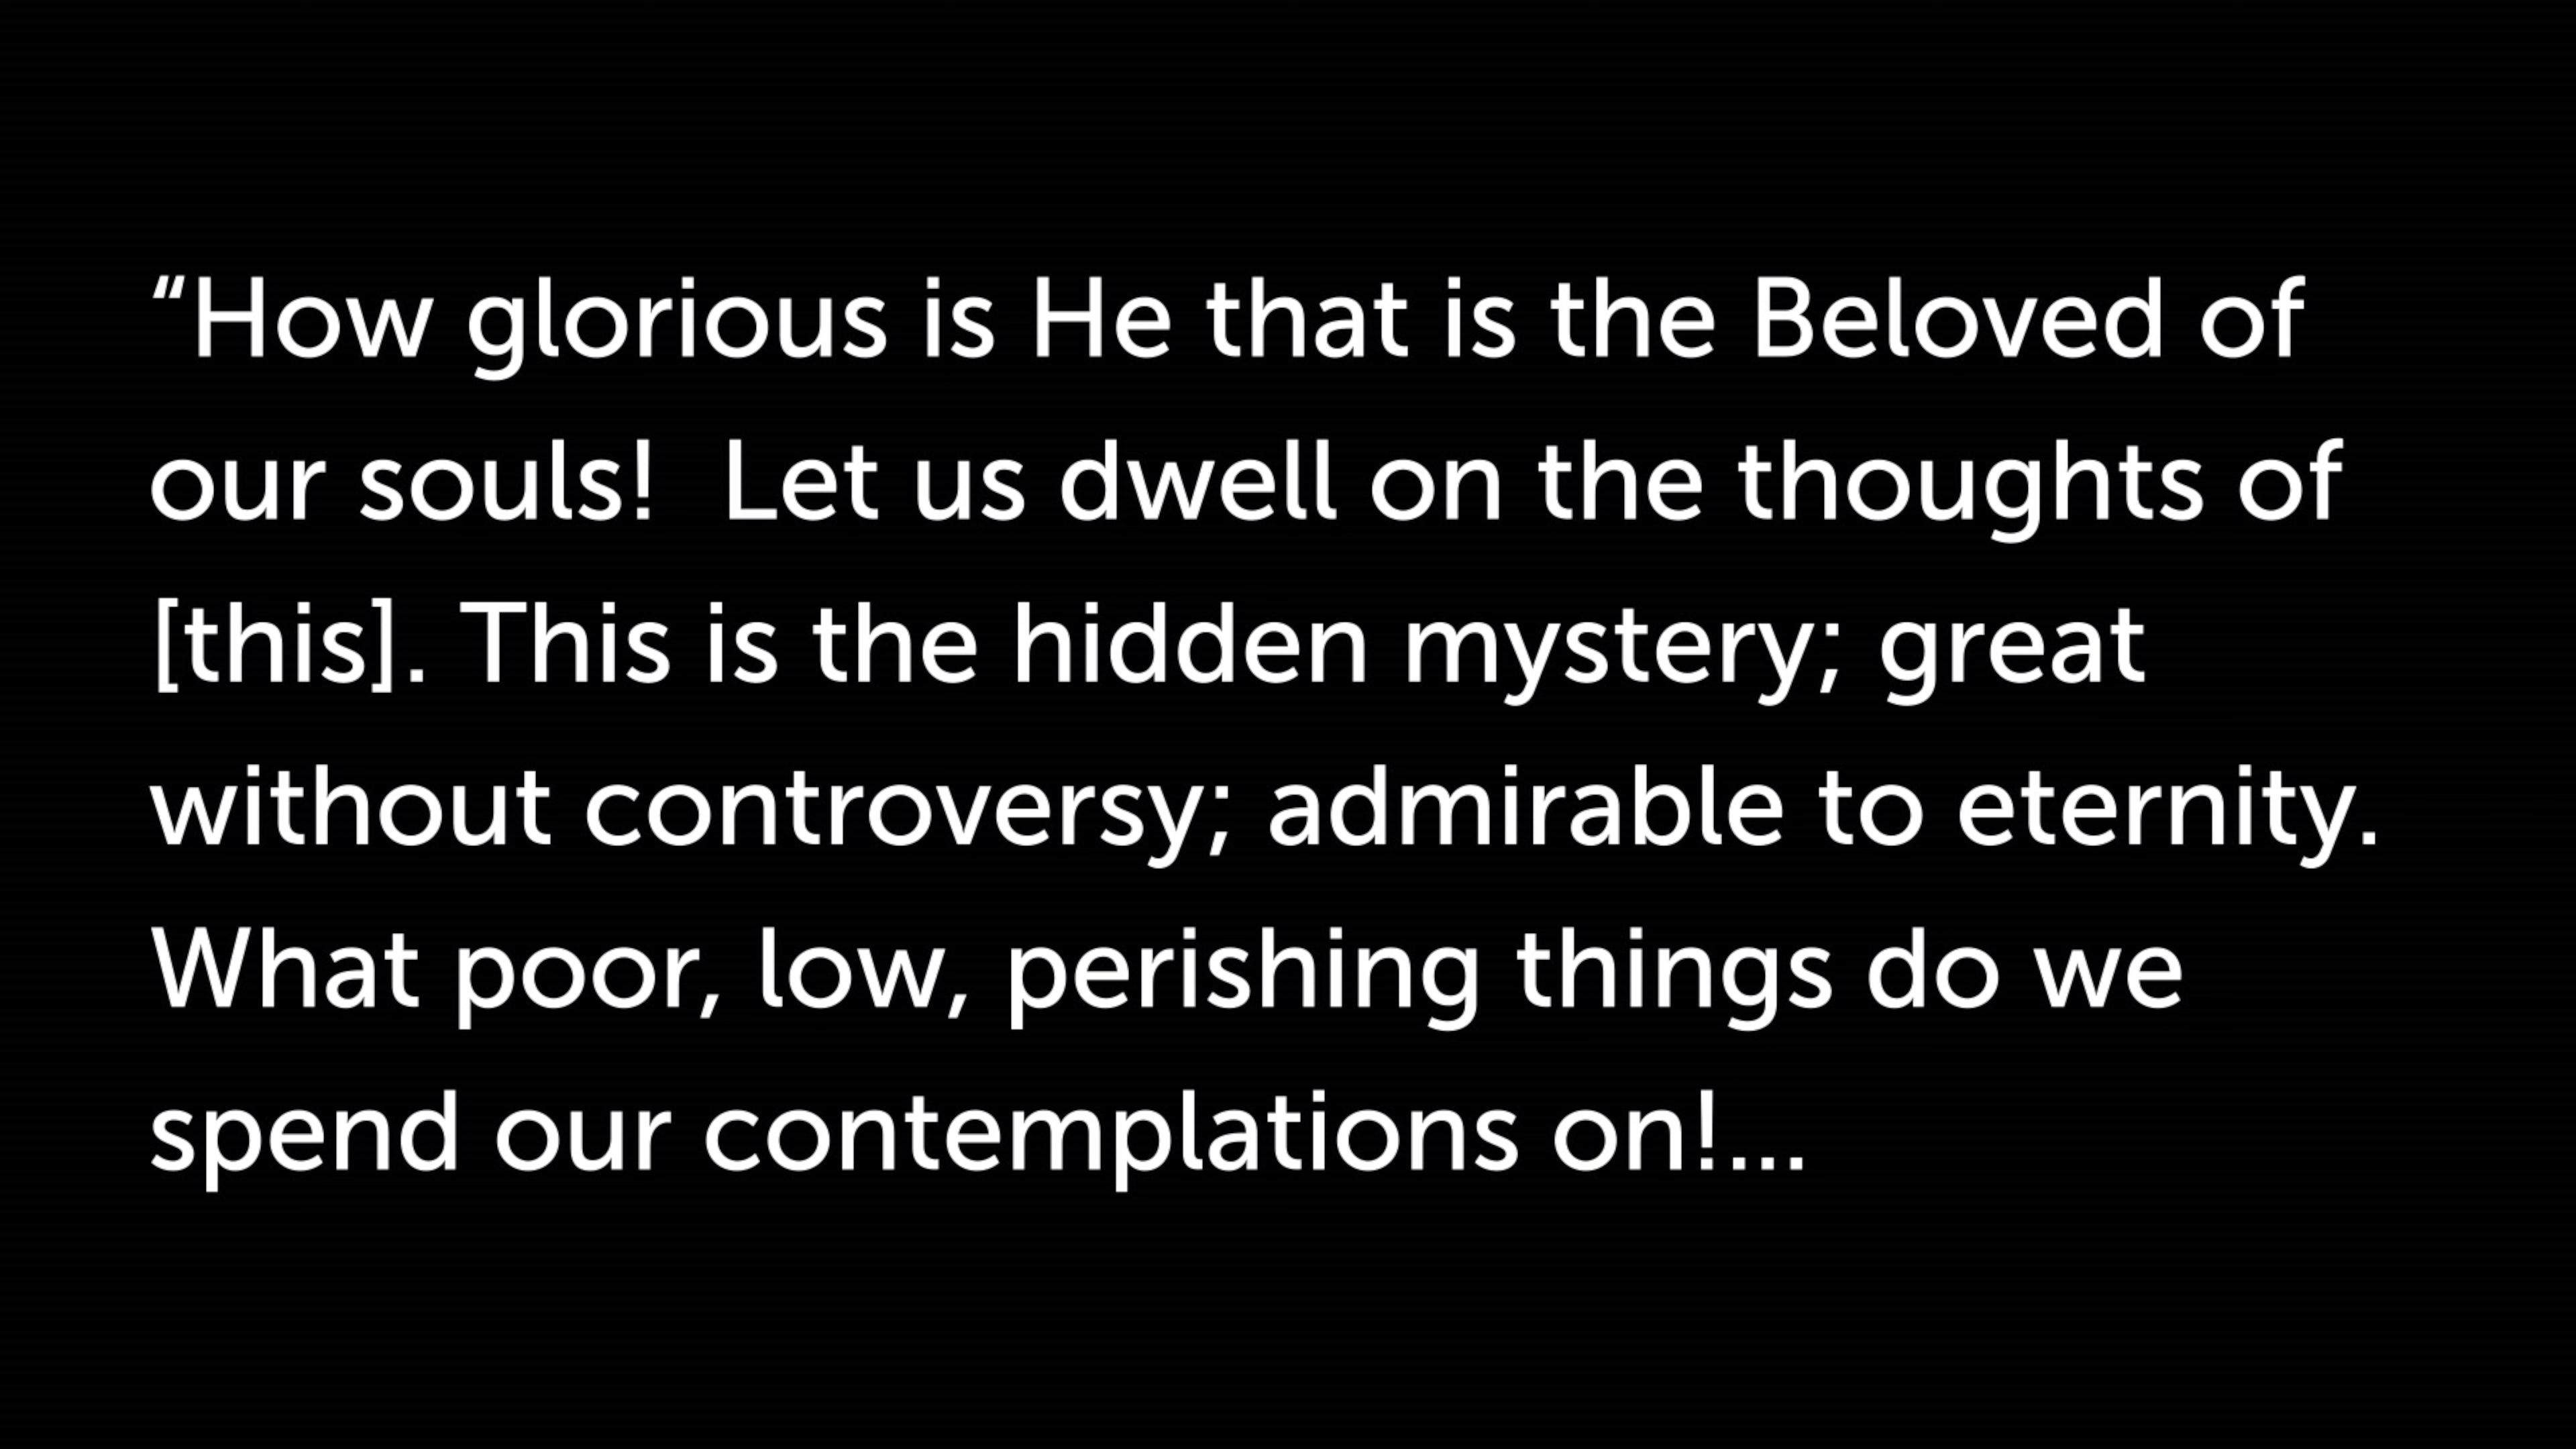 “How glorious is He that is the Beloved of
our souls!  Let us dwell on the thoughts of
[this]. This is the hidden mystery; great
without controversy; admirable to eternity.
What poor, low, perishing things do we
spend our contemplations on!...